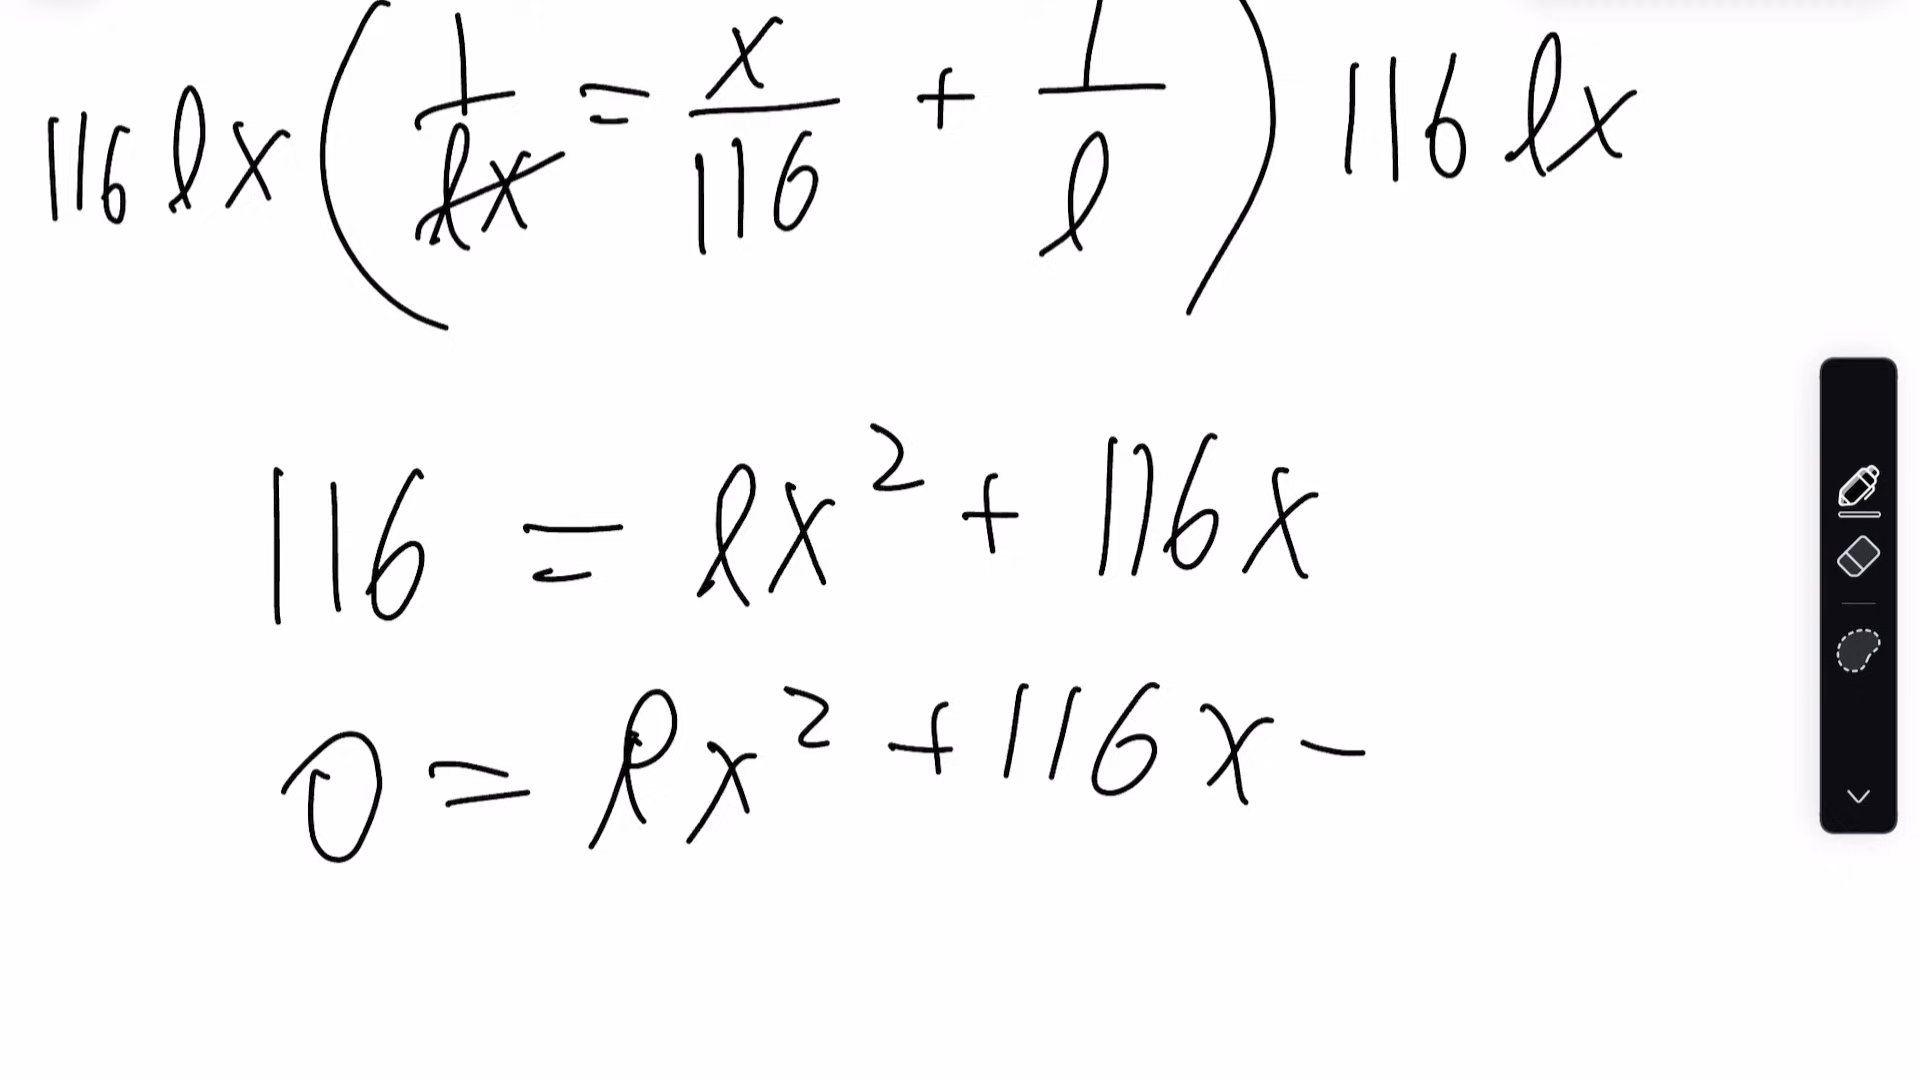 116 ℓx ( 1/ℓx = x/116 + 1/ℓ ) 116 ℓx
116 = ℓx² + 116x
0 = ℓx² + 116x −